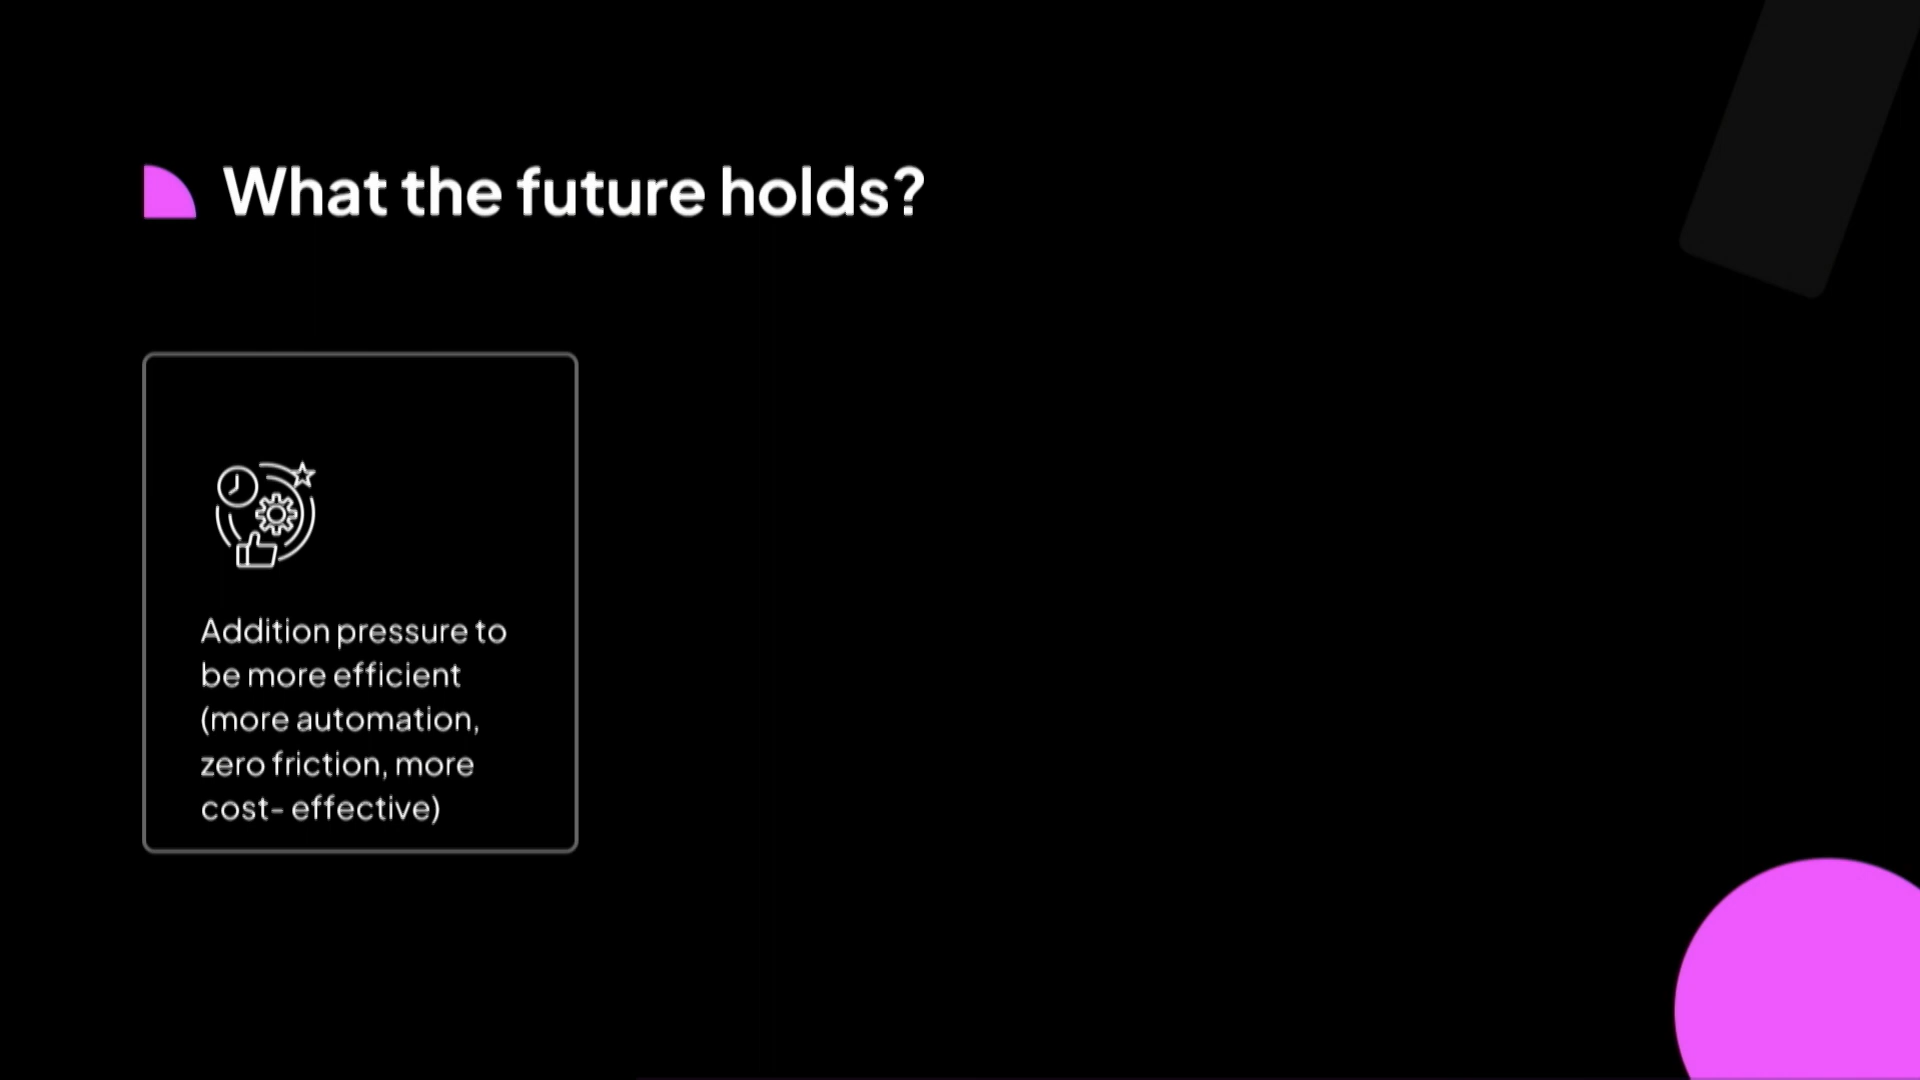 What the future holds?
Addition pressure to
be more efficient
(more automation,
zero friction, more
cost- effective)